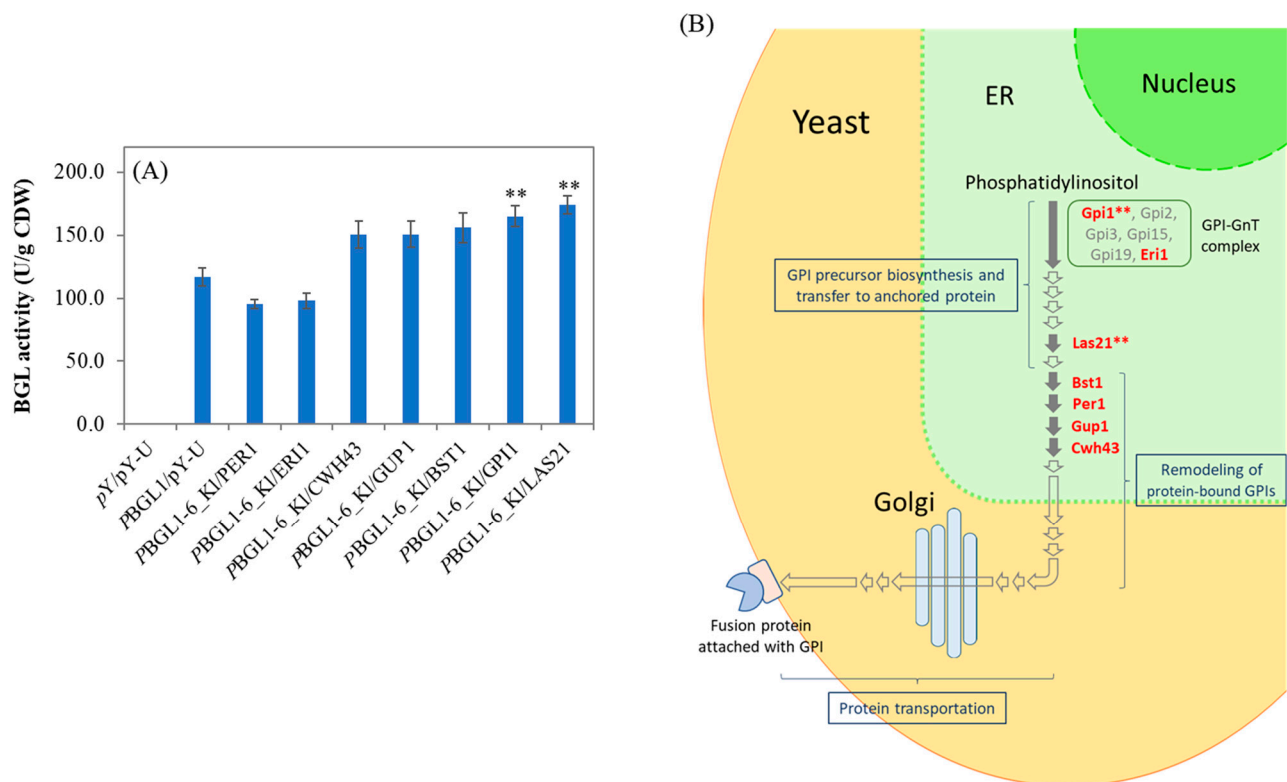 (A)
BGL activity (U/g CDW)
200.0
150.0
100.0
50.0
0.0
**
**
pY/pY-U
pBGL1/pY-U
pBGL1-6_KI/PER1
pBGL1-6_KI/ERI1
pBGL1-6_KI/CWH43
pBGL1-6_KI/GUP1
pBGL1-6_KI/BST1
pBGL1-6_KI/GPI1
pBGL1-6_KI/LAS21
(B)
Nucleus
ER
Yeast
Phosphatidylinositol
Gpi1**, Gpi2,
Gpi3, Gpi15,
Gpi19, Eri1
GPI-GnT
complex
GPI precursor biosynthesis and
transfer to anchored protein
Las21**
Bst1
Per1
Gup1
Cwh43
Remodeling of
protein-bound GPIs
Golgi
Fusion protein
attached with GPI
Protein transportation